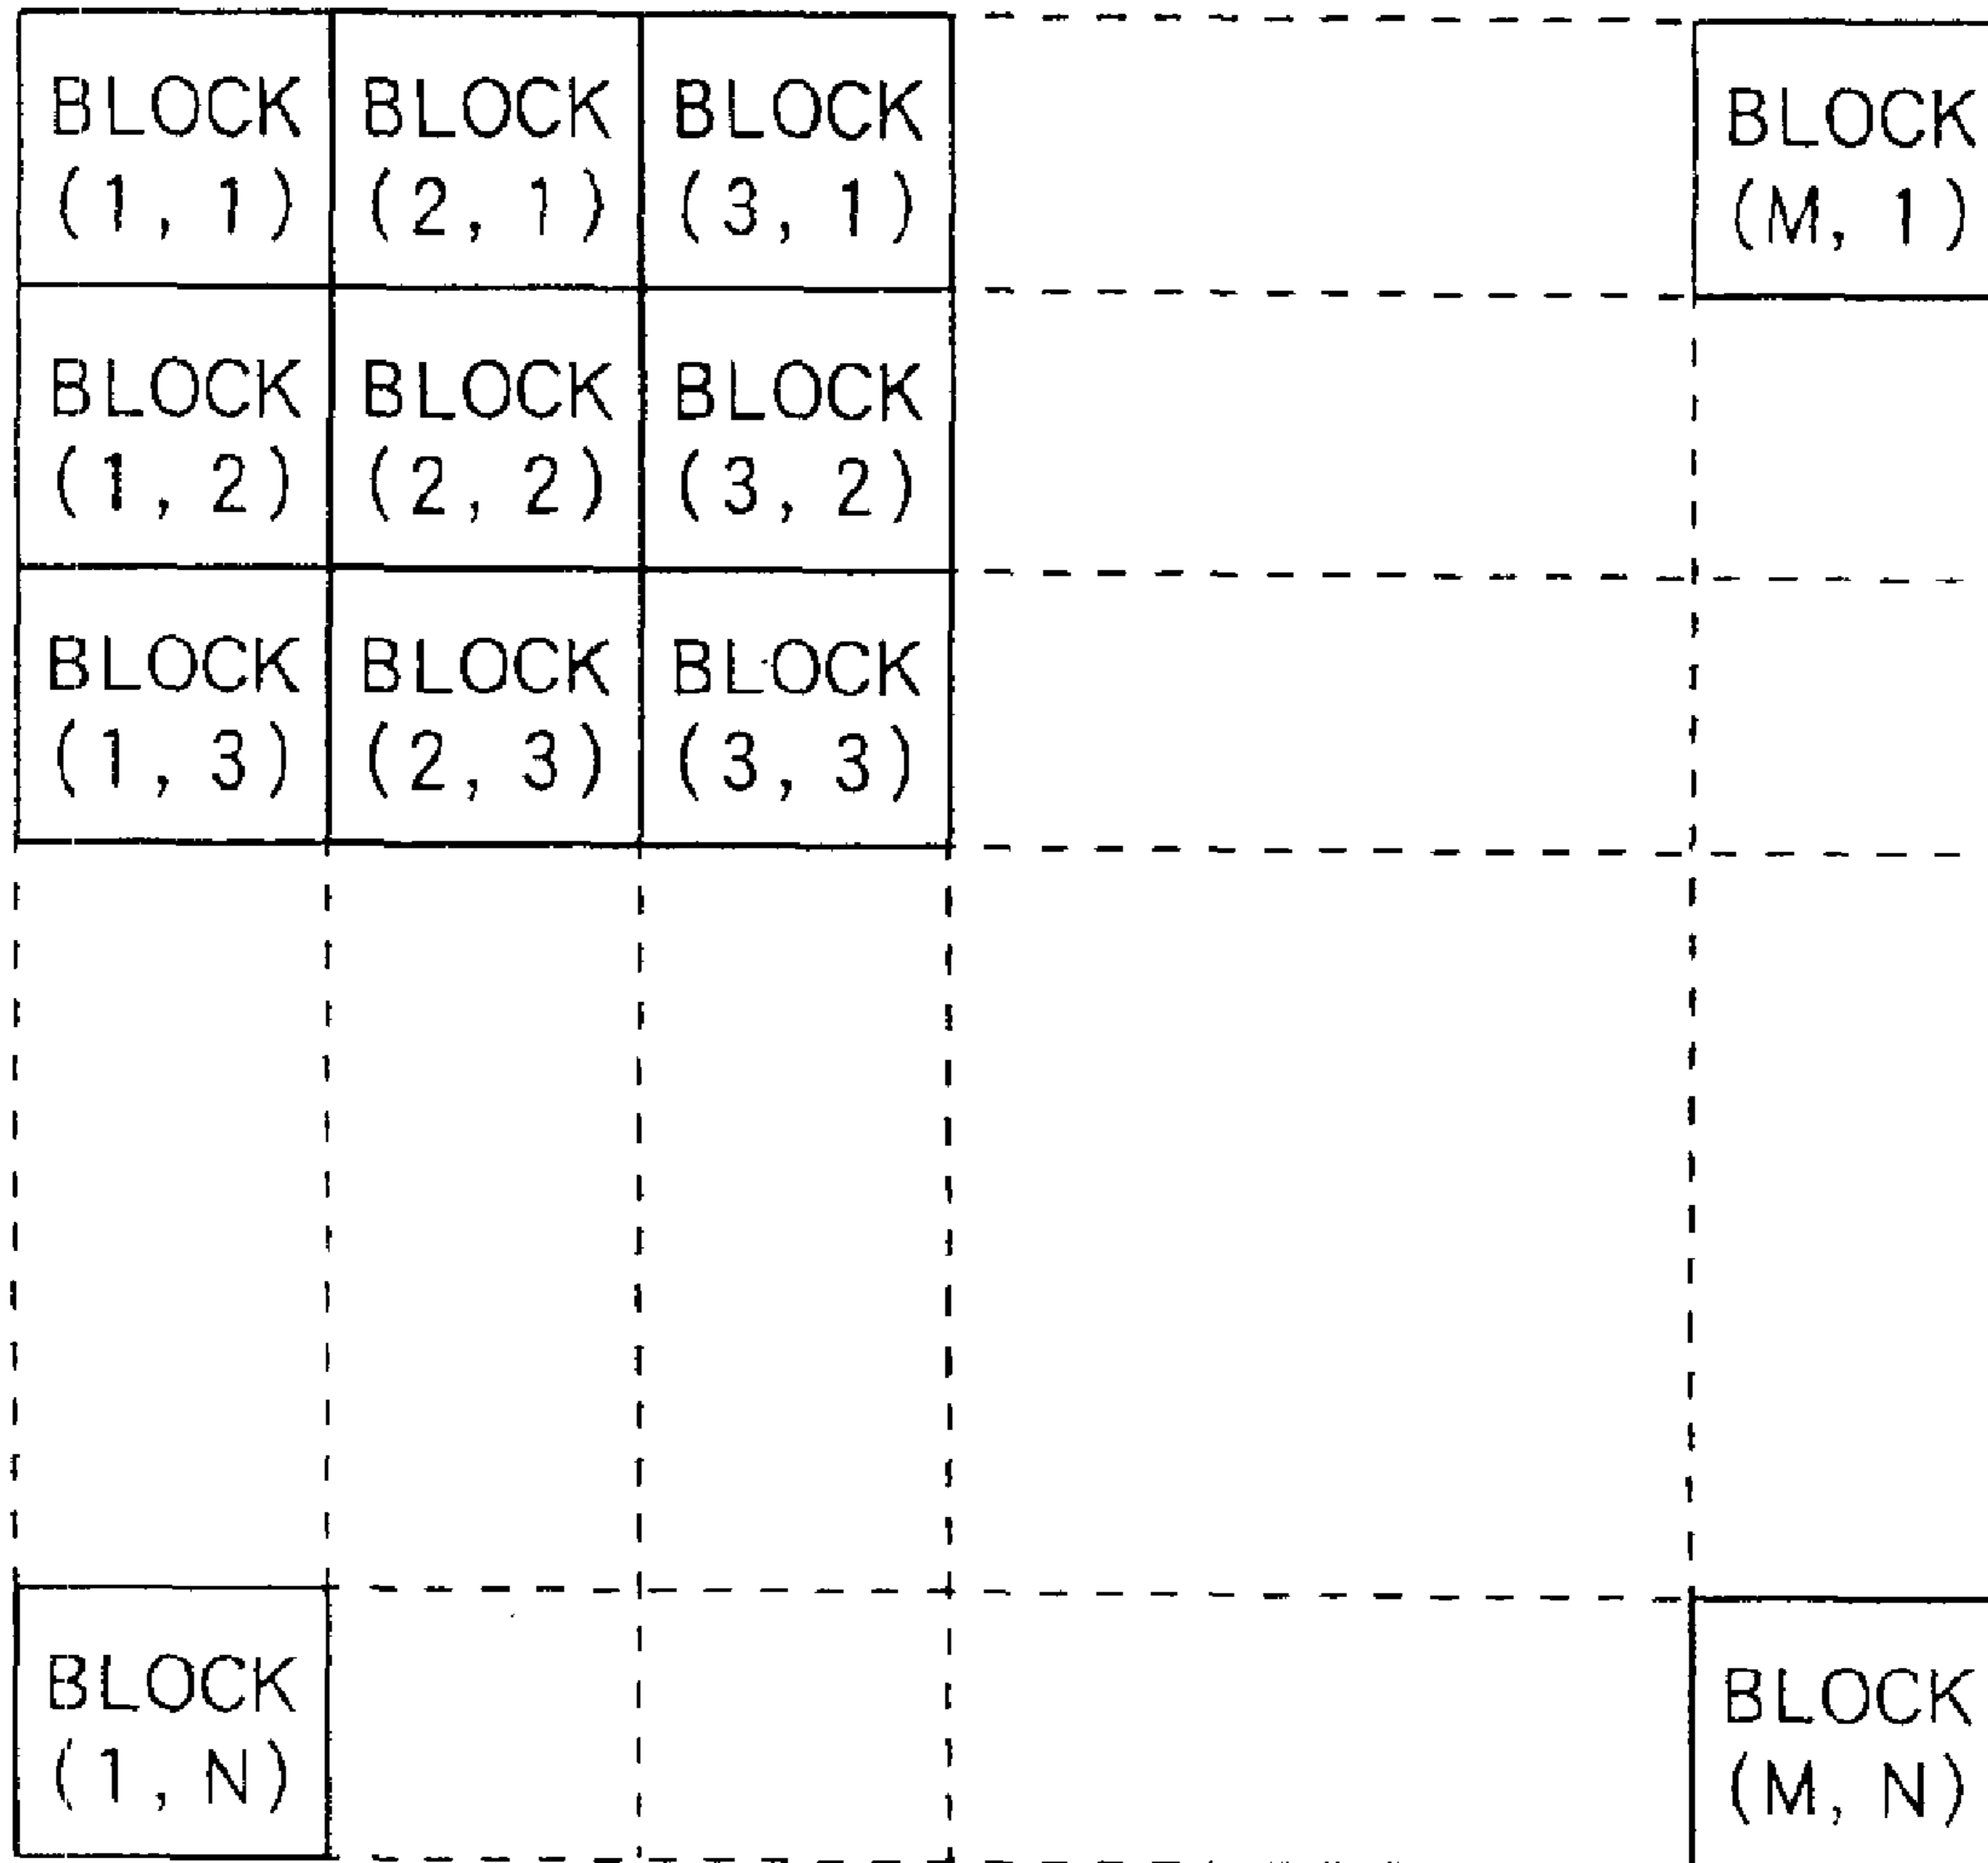 BLOCK
(1, 1)
BLOCK
(2, 1)
BLOCK
(3, 1)
BLOCK
(M, 1)
BLOCK
(1, 2)
BLOCK
(2, 2)
BLOCK
(3, 2)
BLOCK
(1, 3)
BLOCK
(2, 3)
BLOCK
(3, 3)
BLOCK
(1, N)
BLOCK
(M, N)